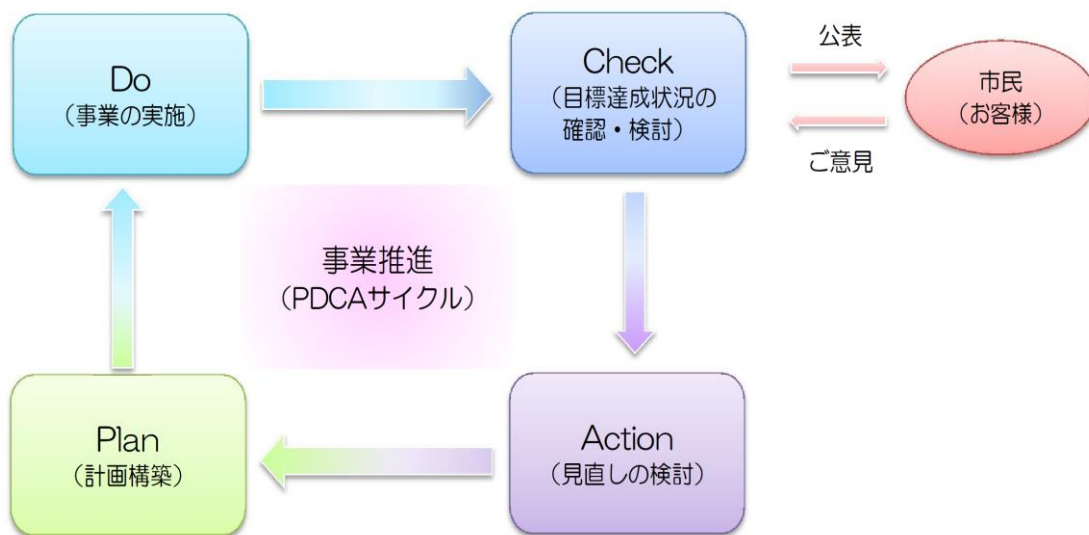 Do
（事業の実施）
Check
（目標達成状況の
確認・検討）
公表
市民
（お客様）
ご意見
事業推進
（PDCAサイクル）
Plan
（計画構築）
Action
（見直しの検討）